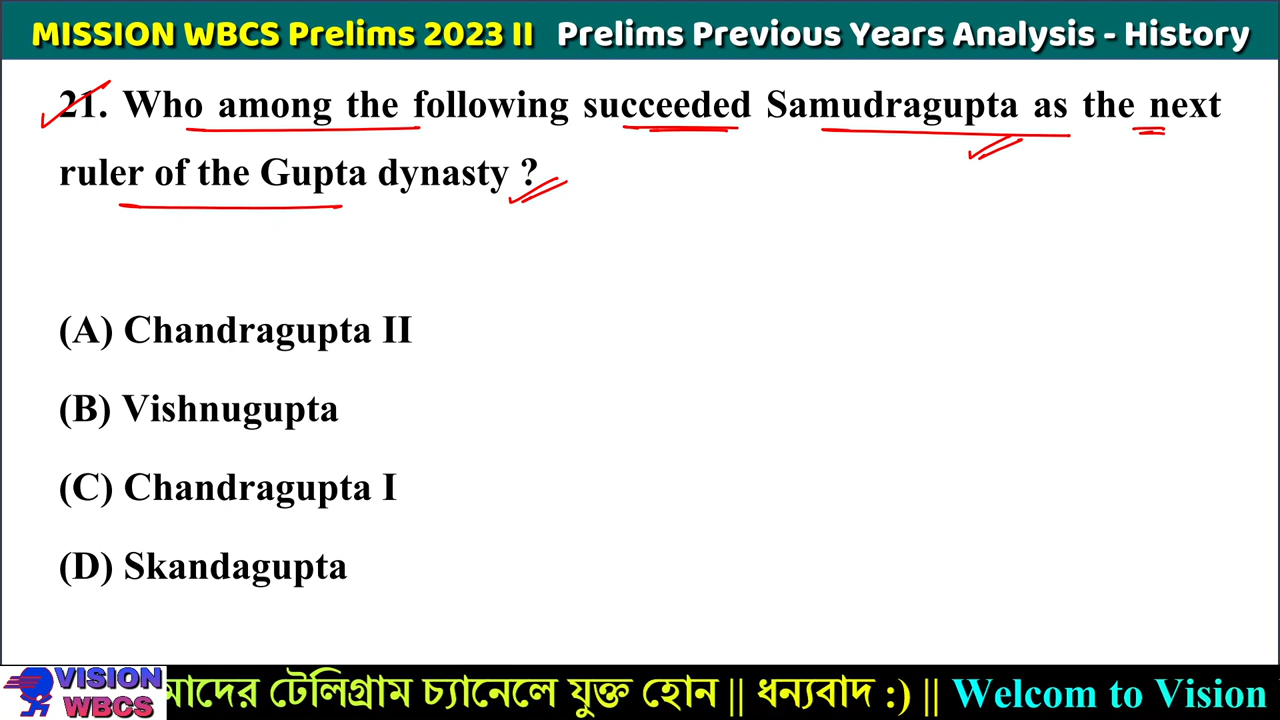 MISSION WBCS Prelims 2023 II Prelims Previous Years Analysis - History
21. Who among the following succeeded Samudragupta as the next
ruler of the Gupta dynasty ?
(A) Chandragupta II
(B) Vishnugupta
(C) Chandragupta I
(D) Skandagupta
VISION
WBCS
মাদের টেলিগ্রাম চ্যানেলে যুক্ত হোন || ধন্যবাদ :) || Welcom to Vision